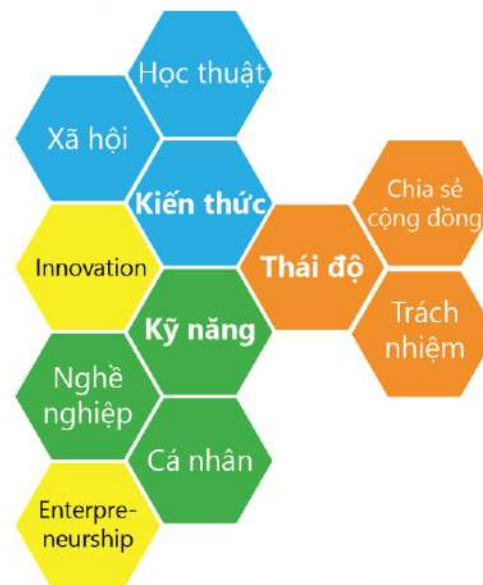 Học thuật
Xã hội
Kiến thức
Chia sẻ
cộng đồng
Innovation
Thái độ
Kỹ năng
Trách
nhiệm
Nghề
nghiệp
Cá nhân
Enterpre-
neurship